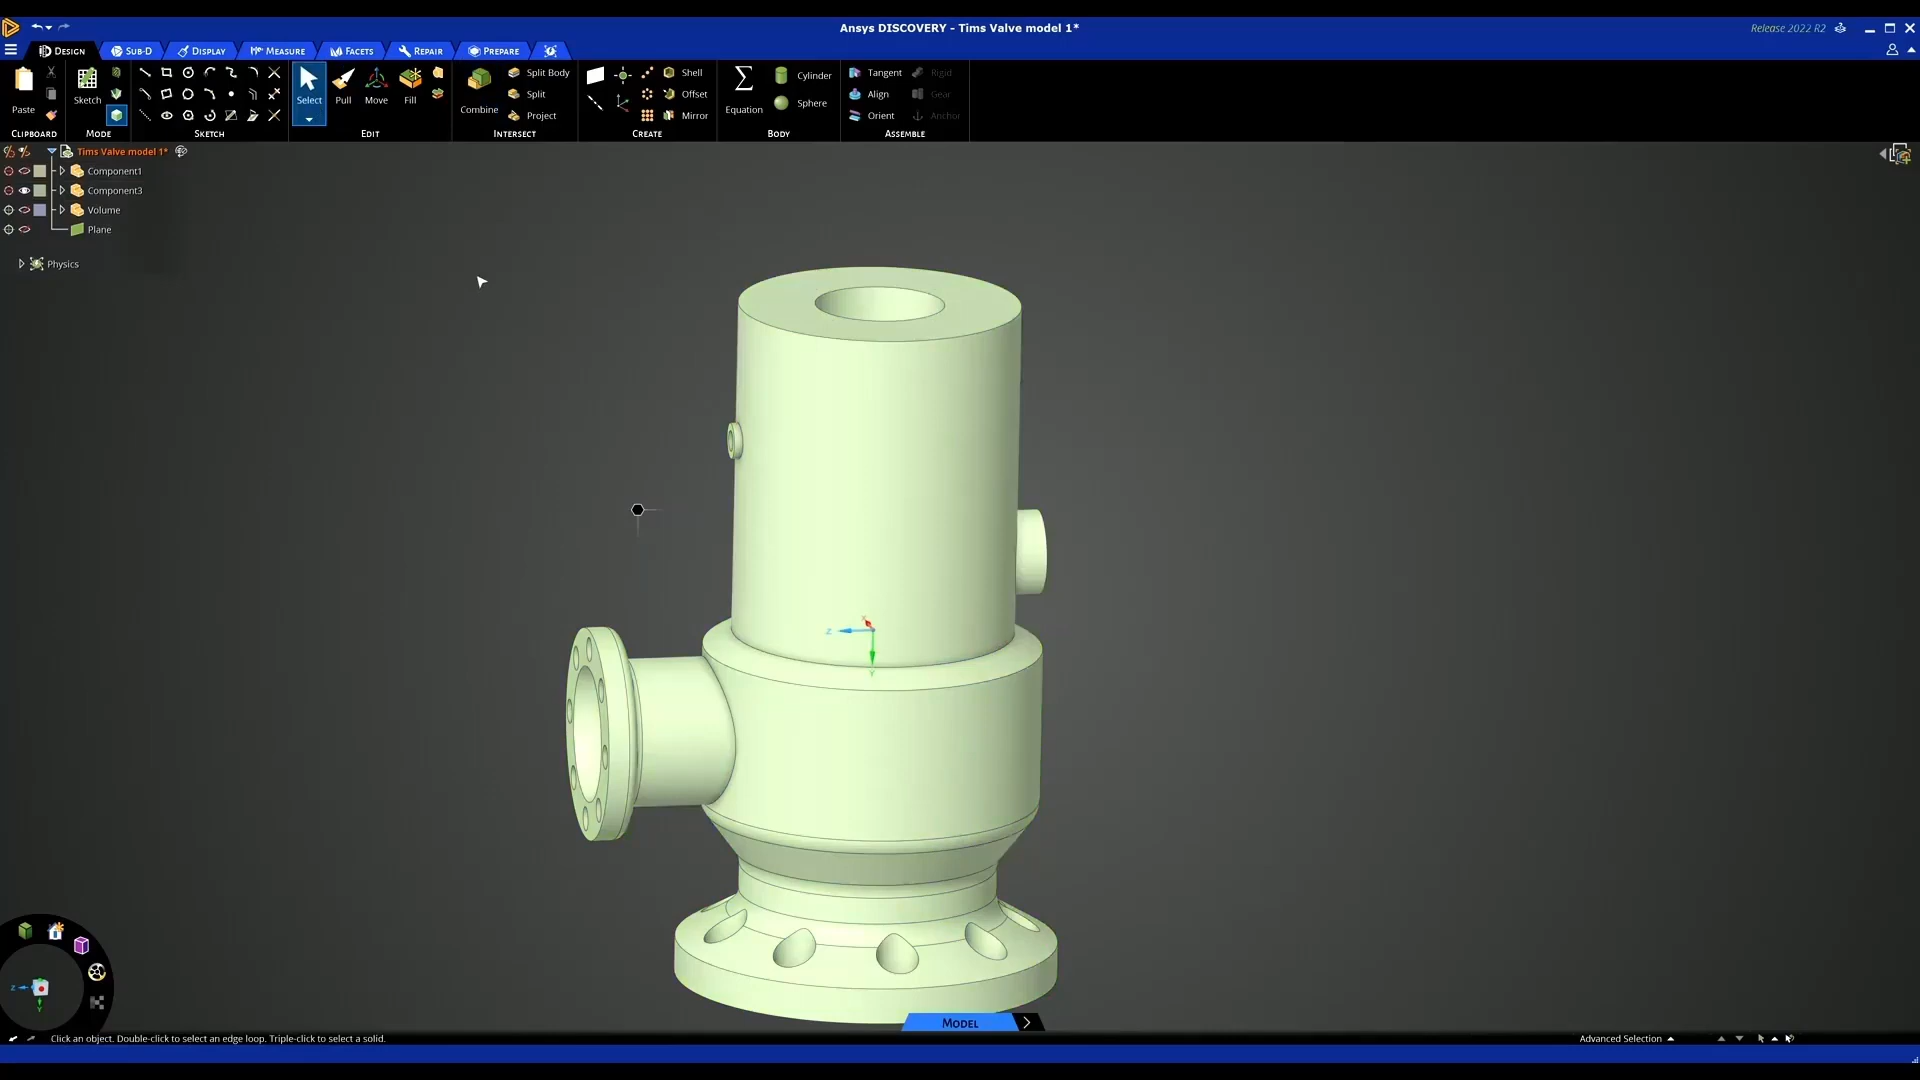 Ansys DISCOVERY - Tims Valve model 1*
Release 2022 R2
DESIGN
SUB-D
DISPLAY
MEASURE
FACETS
REPAIR
PREPARE
Paste
Sketch
Select
Pull
Move
Fill
Combine
Split Body
Split
Project
Shell
Offset
Mirror
Equation
Cylinder
Sphere
Tangent
Align
Orient
Rigid
Gear
Anchor
CLIPBOARD
MODE
SKETCH
EDIT
INTERSECT
CREATE
BODY
ASSEMBLE
Tims Valve model 1*
Component1
Component3
Volume
Plane
Physics
X
Z
Y
Z
Y
MODEL
Click an object. Double-click to select an edge loop. Triple-click to select a solid.
Advanced Selection